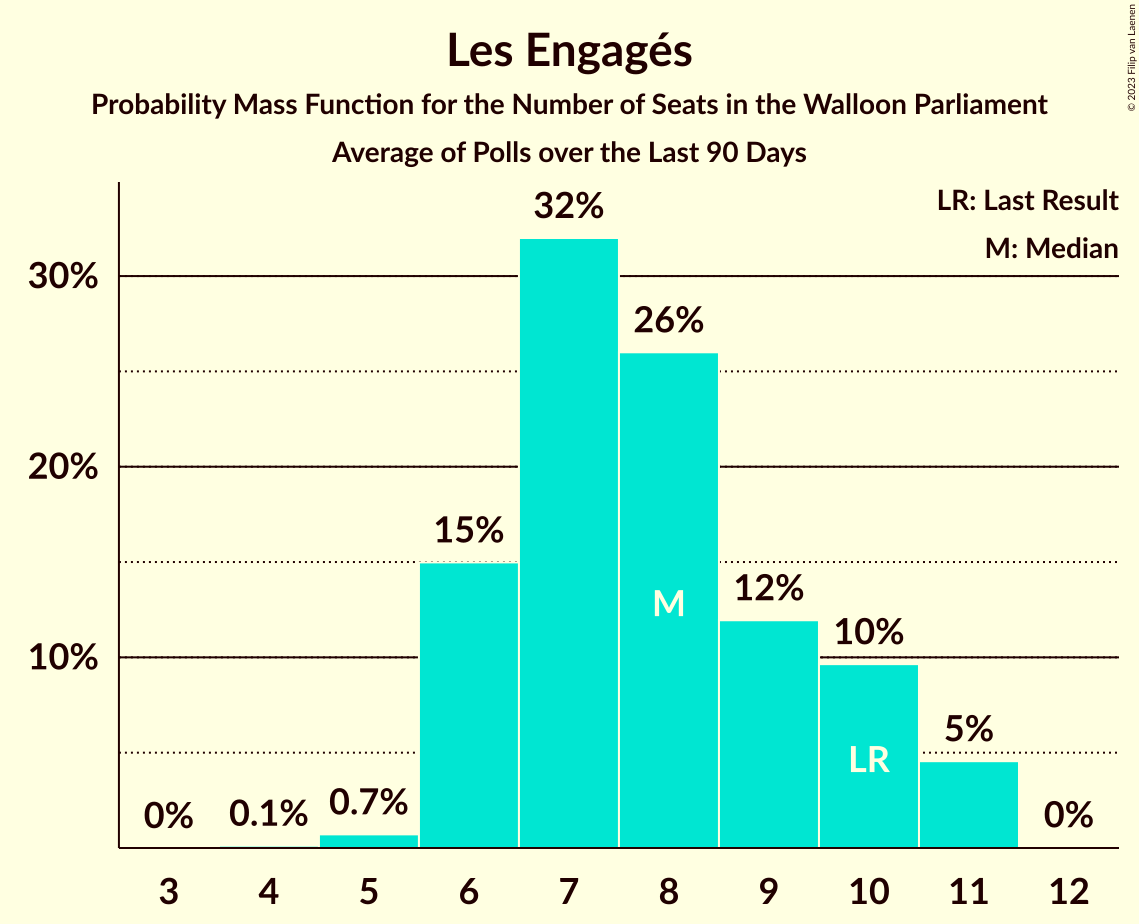 Les Engagés
Probability Mass Function for the Number of Seats in the Walloon Parliament
Average of Polls over the Last 90 Days
© 2023 Filip van Laenen
LR: Last Result
M: Median
30%
20%
10%
0%
0.1%
0.7%
15%
32%
26%
12%
10%
5%
0%
M
LR
3 4 5 6 7 8 9 10 11 12